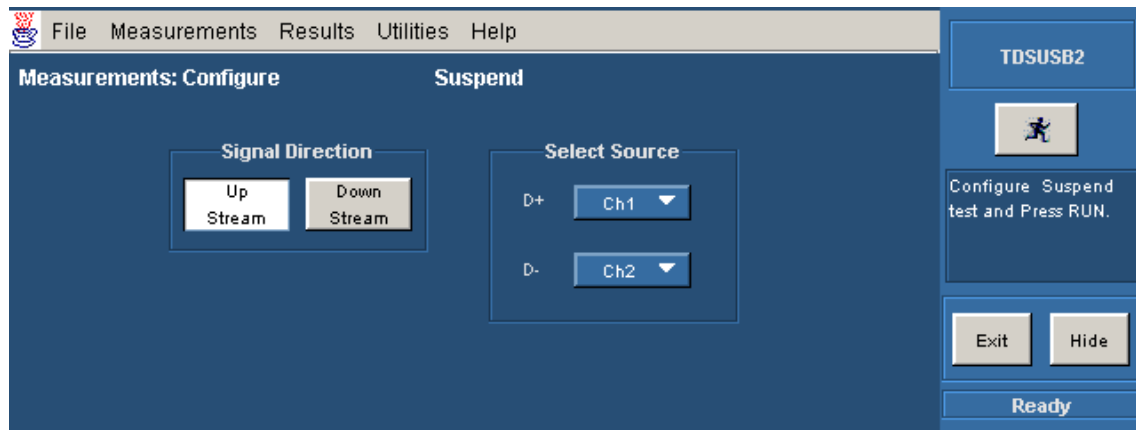 File Measurements Results Utilities Help
Measurements: Configure Suspend
TDSUSB2
Signal Direction
Up
Stream
Down
Stream
Select Source
D+ Ch1
D- Ch2
Configure Suspend
test and Press RUN.
Exit Hide
Ready